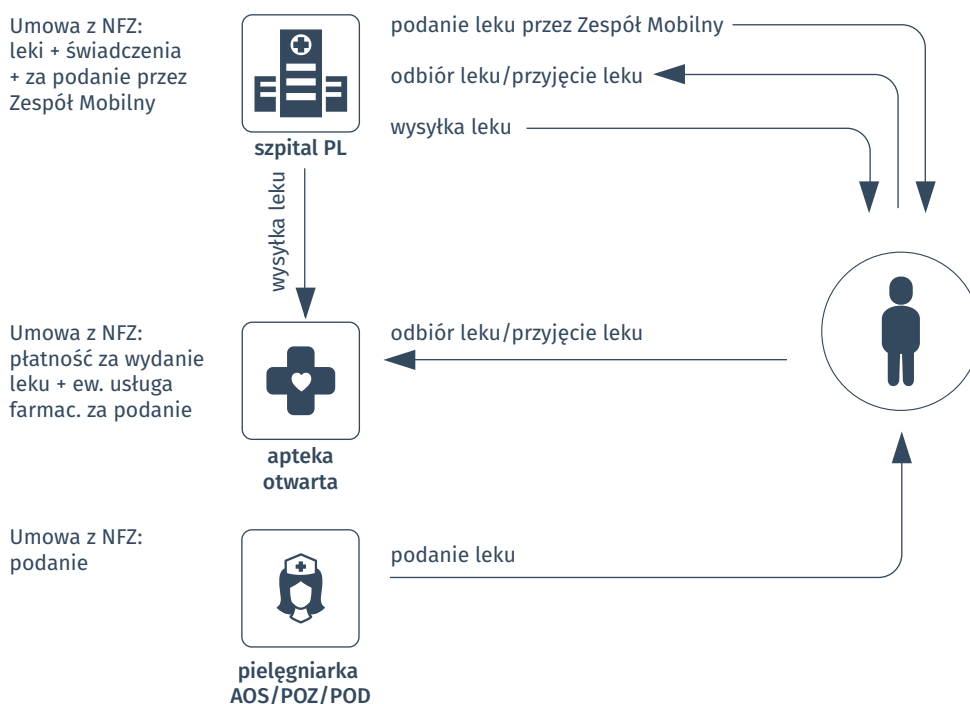 Umowa z NFZ:
leki + świadczenia
+ za podanie przez
Zespół Mobilny
szpital PL
podanie leku przez Zespół Mobilny
odbiór leku/przyjęcie leku
wysyłka leku
wysyłka leku
Umowa z NFZ:
płatność za wydanie
leku + ew. usługa
farmac. za podanie
apteka
otwarta
odbiór leku/przyjęcie leku
Umowa z NFZ:
podanie
pielęgniarka
AOS/POZ/POD
podanie leku